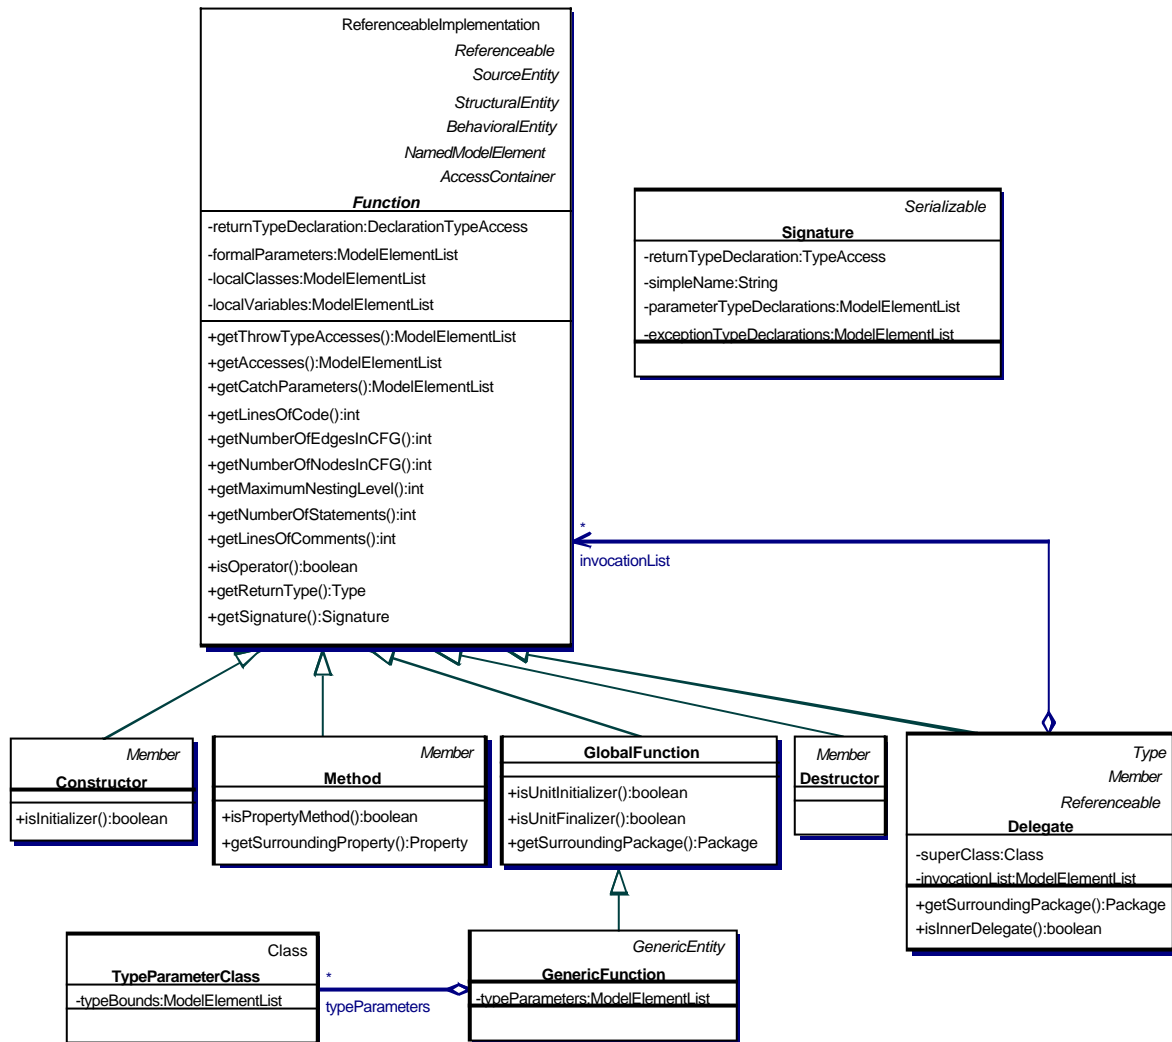 ReferenceableImplementation
Referenceable
SourceEntity
StructuralEntity
BehavioralEntity
NamedModelElement
AccessContainer
Function
-returnTypeDeclaration:DeclarationTypeAccess
-formalParameters:ModelElementList
-localClasses:ModelElementList
-localVariables:ModelElementList
+getThrowTypeAccesses():ModelElementList
+getAccesses():ModelElementList
+getCatchParameters():ModelElementList
+getLinesOfCode():int
+getNumberOfEdgesInCFG():int
+getNumberOfNodesInCFG():int
+getMaximumNestingLevel():int
+getNumberOfStatements():int
+getLinesOfComments():int
+isOperator():boolean
+getReturnType():Type
+getSignature():Signature
Serializable
Signature
-returnTypeDeclaration:TypeAccess
-simpleName:String
-parameterTypeDeclarations:ModelElementList
-exceptionTypeDeclarations:ModelElementList
*
invocationList
Member
Constructor
+isInitializer():boolean
Member
Method
+isPropertyMethod():boolean
+getSurroundingProperty():Property
GlobalFunction
+isUnitInitializer():boolean
+isUnitFinalizer():boolean
+getSurroundingPackage():Package
Member
Destructor
Type
Member
Referenceable
Delegate
-superClass:Class
-invocationList:ModelElementList
+getSurroundingPackage():Package
+isInnerDelegate():boolean
Class
TypeParameterClass
-typeBounds:ModelElementList
*
typeParameters
GenericEntity
GenericFunction
-typeParameters:ModelElementList